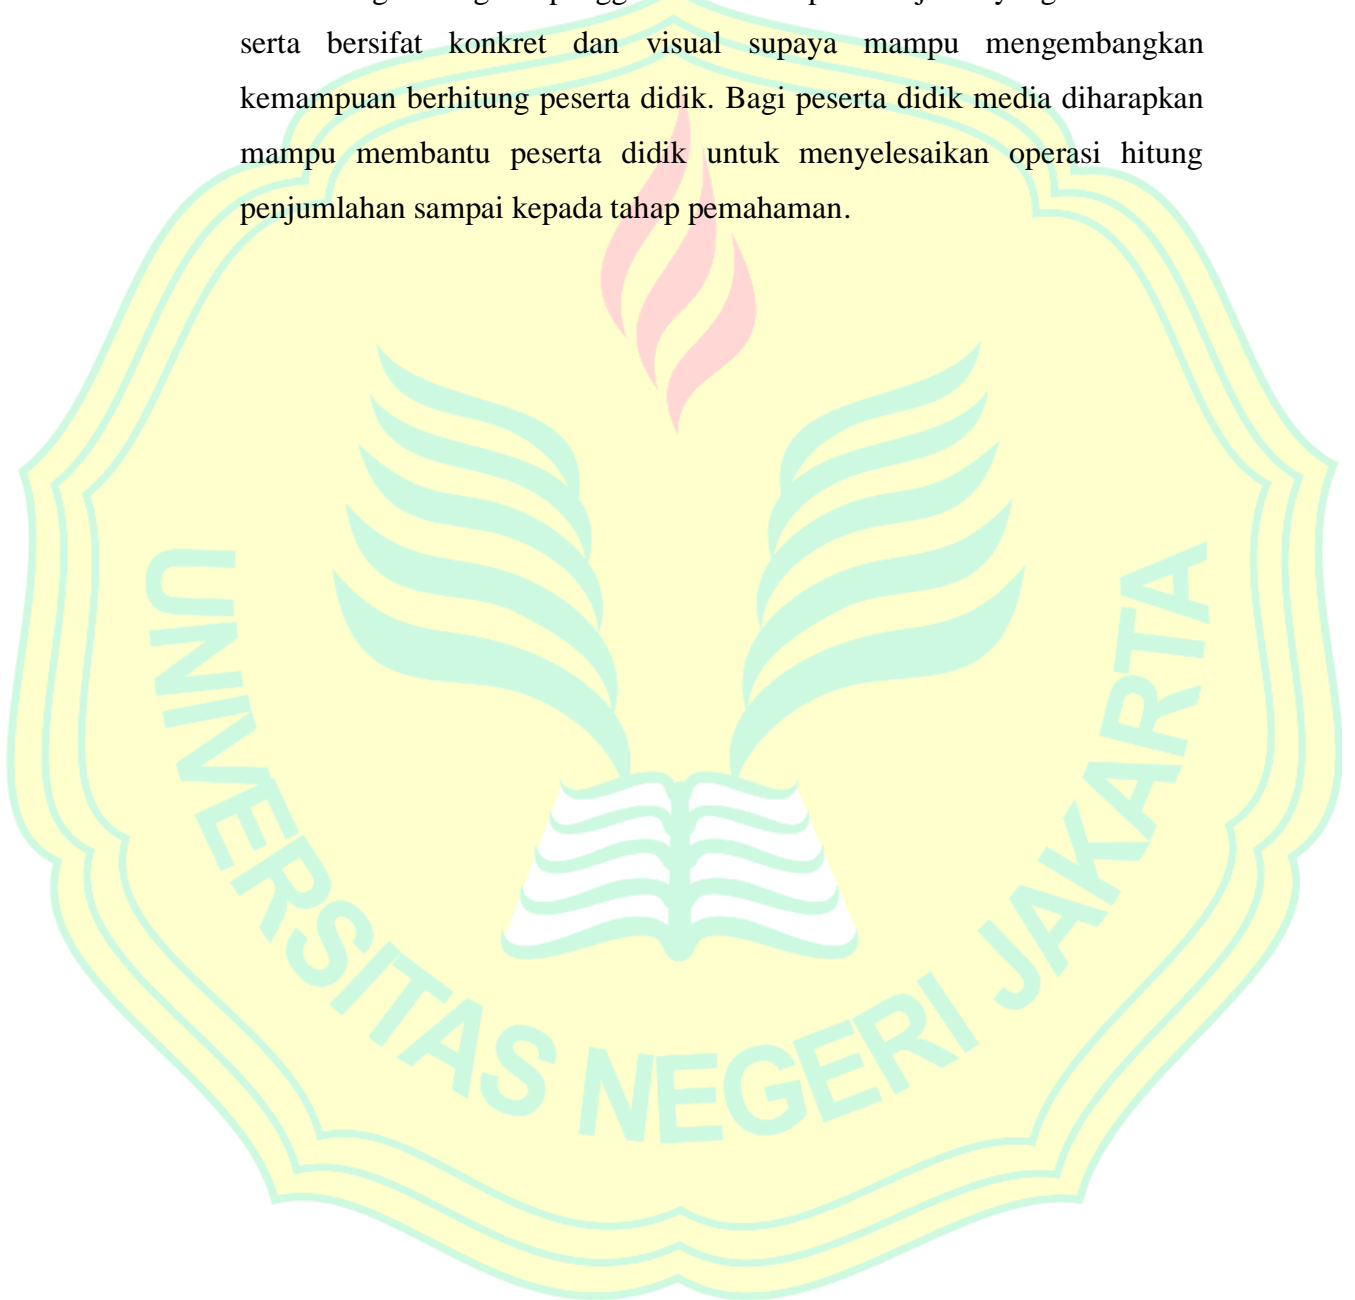 serta bersifat konkret dan visual supaya mampu mengembangkan
kemampuan berhitung peserta didik. Bagi peserta didik media diharapkan
mampu membantu peserta didik untuk menyelesaikan operasi hitung
penjumlahan sampai kepada tahap pemahaman.
UNIVERSITAS NEGERI JAKARTA